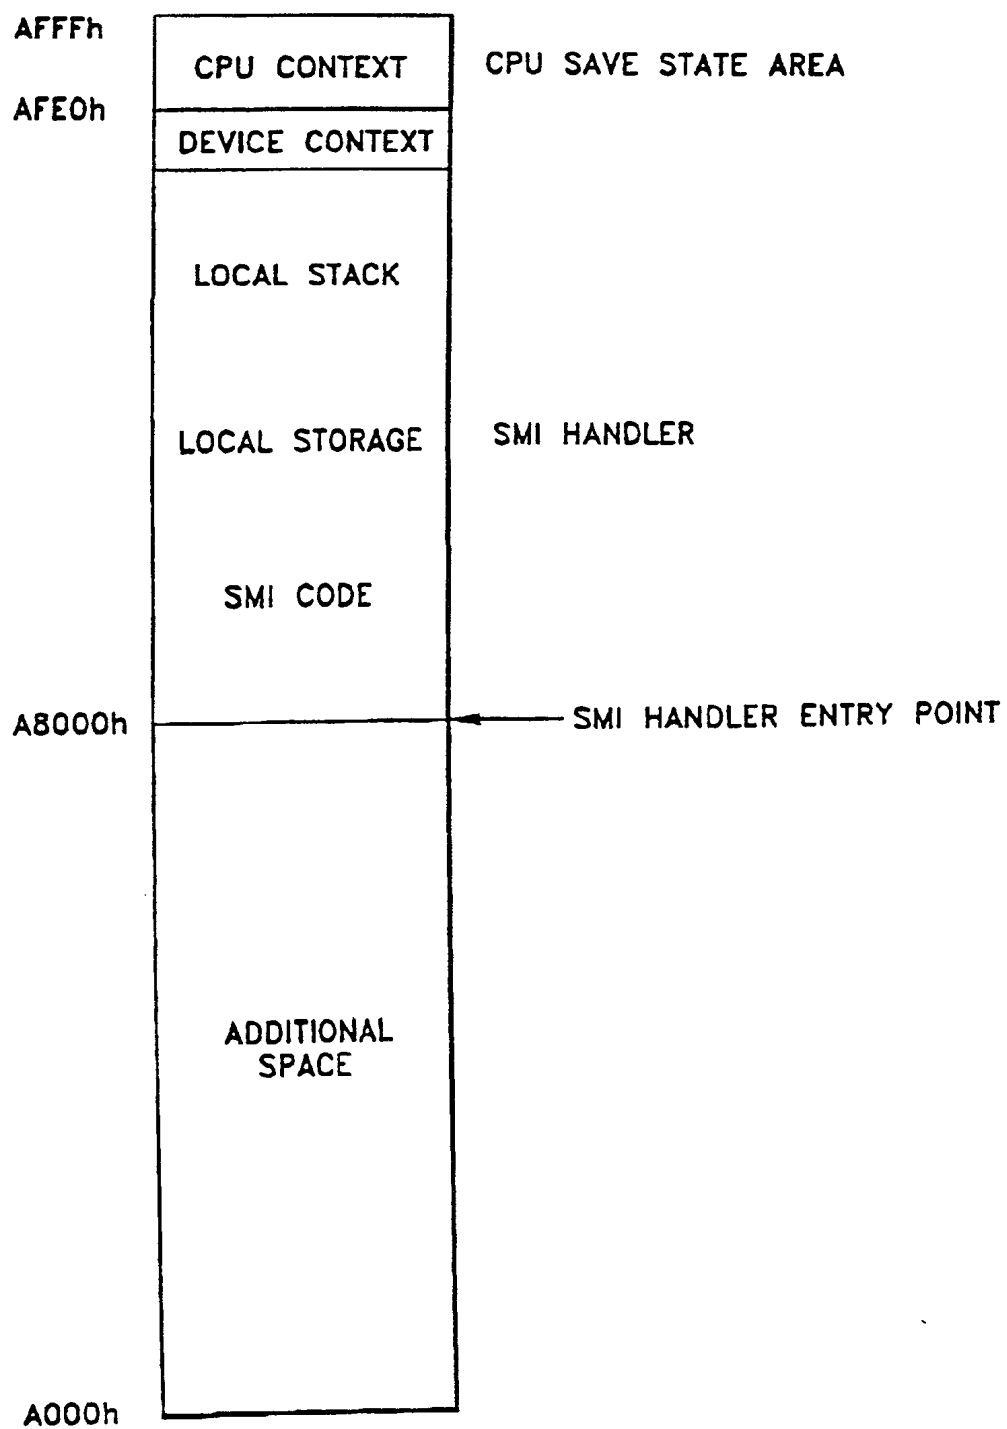 AFFFh
CPU CONTEXT
CPU SAVE STATE AREA
AFE0h
DEVICE CONTEXT
LOCAL STACK
LOCAL STORAGE
SMI HANDLER
SMI CODE
A8000h
SMI HANDLER ENTRY POINT
ADDITIONAL
SPACE
A000h